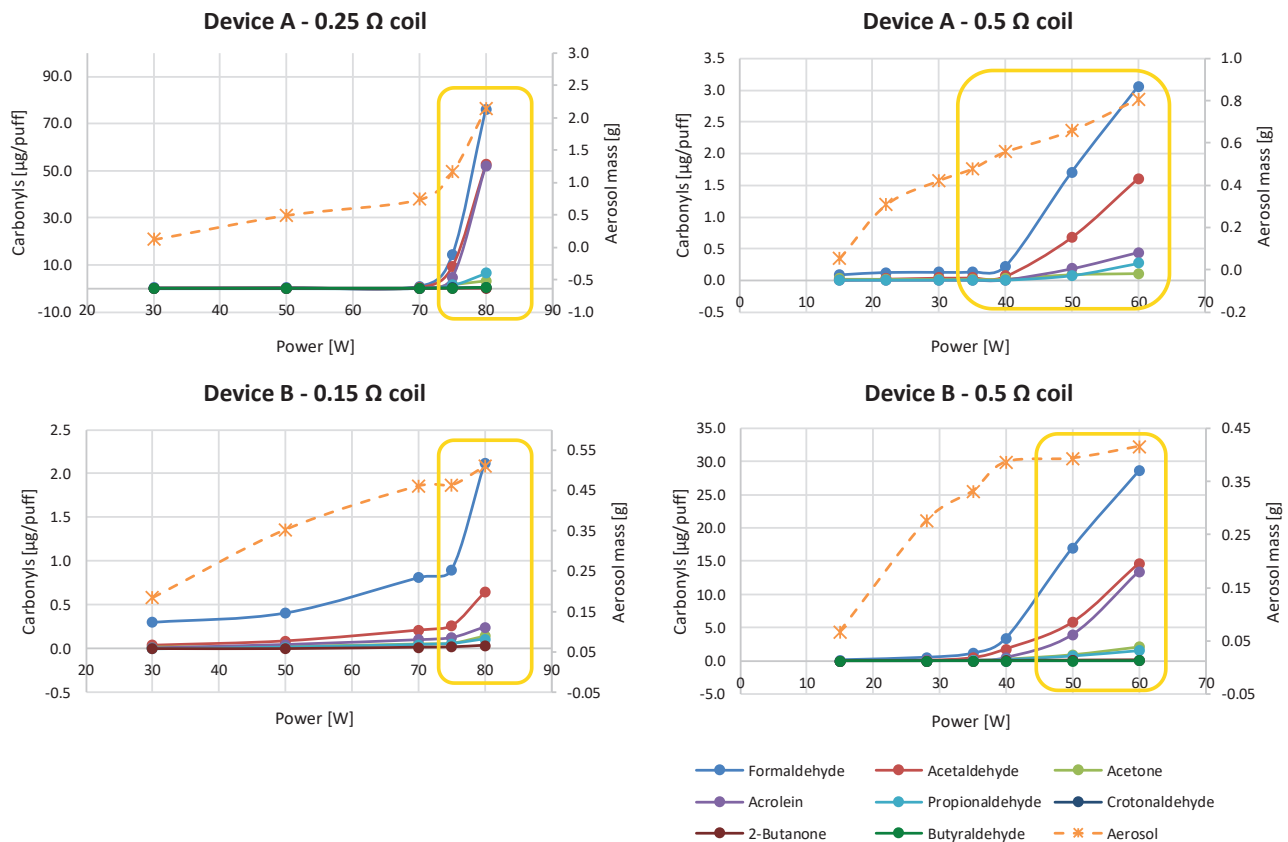 Device A - 0.25 Ω coil
Carbonyls [µg/puff]
90.0
70.0
50.0
30.0
10.0
-10.0
3.0
2.5
2.0
1.5
1.0
0.5
0.0
-0.5
-1.0
Aerosol mass [g]
20 30 40 50 60 70 80 90
Power [W]
Device A - 0.5 Ω coil
Carbonyls [µg/puff]
3.5
3.0
2.5
2.0
1.5
1.0
0.5
0.0
-0.5
1.0
0.8
0.6
0.4
0.2
0.0
-0.2
Aerosol mass [g]
0 10 20 30 40 50 60 70
Power [W]
Device B - 0.15 Ω coil
Carbonyls [µg/puff]
2.5
2.0
1.5
1.0
0.5
0.0
-0.5
0.55
0.45
0.35
0.25
0.15
0.05
-0.05
Aerosol mass [g]
20 30 40 50 60 70 80 90
Power [W]
Device B - 0.5 Ω coil
Carbonyls [µg/puff]
35.0
30.0
25.0
20.0
15.0
10.0
5.0
0.0
-5.0
0.45
0.35
0.25
0.15
0.05
-0.05
Aerosol mass [g]
0 10 20 30 40 50 60 70
Power [W]
Formaldehyde Acetaldehyde Acetone
Acrolein Propionaldehyde Crotonaldehyde
2-Butanone Butyraldehyde Aerosol